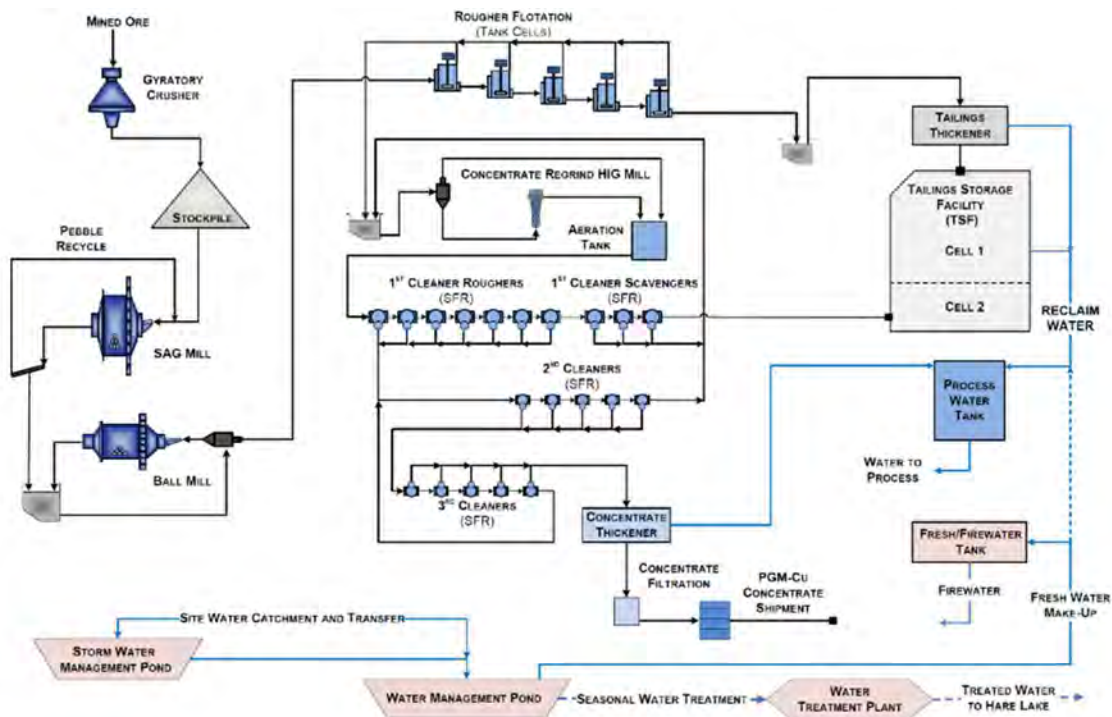 MINED ORE
GYRATORY
CRUSHER
STOCKPILE
PEBBLE
RECYCLE
SAG MILL
BALL MILL
ROUGHER FLOTATION
(TANK CELLS)
CONCENTRATE REGRIND HIG MILL
AERATION
TANK
1ST CLEANER ROUGHERS
(SFR)
1ST CLEANER SCAVENGERS
(SFR)
2ND CLEANERS
(SFR)
3RD CLEANERS
(SFR)
TAILINGS
THICKENER
TAILINGS STORAGE
FACILITY
(TSF)
CELL 1
CELL 2
RECLAIM
WATER
PROCESS
WATER
TANK
WATER TO
PROCESS
CONCENTRATE
THICKENER
CONCENTRATE
FILTRATION
PGM-CU
CONCENTRATE
SHIPMENT
FRESH/FIREWATER
TANK
FIREWATER
FRESH WATER
MAKE-UP
SITE WATER CATCHMENT AND TRANSFER
STORM WATER
MANAGEMENT POND
WATER MANAGEMENT POND
SEASONAL WATER TREATMENT
WATER
TREATMENT PLANT
TREATED WATER
TO HARE LAKE